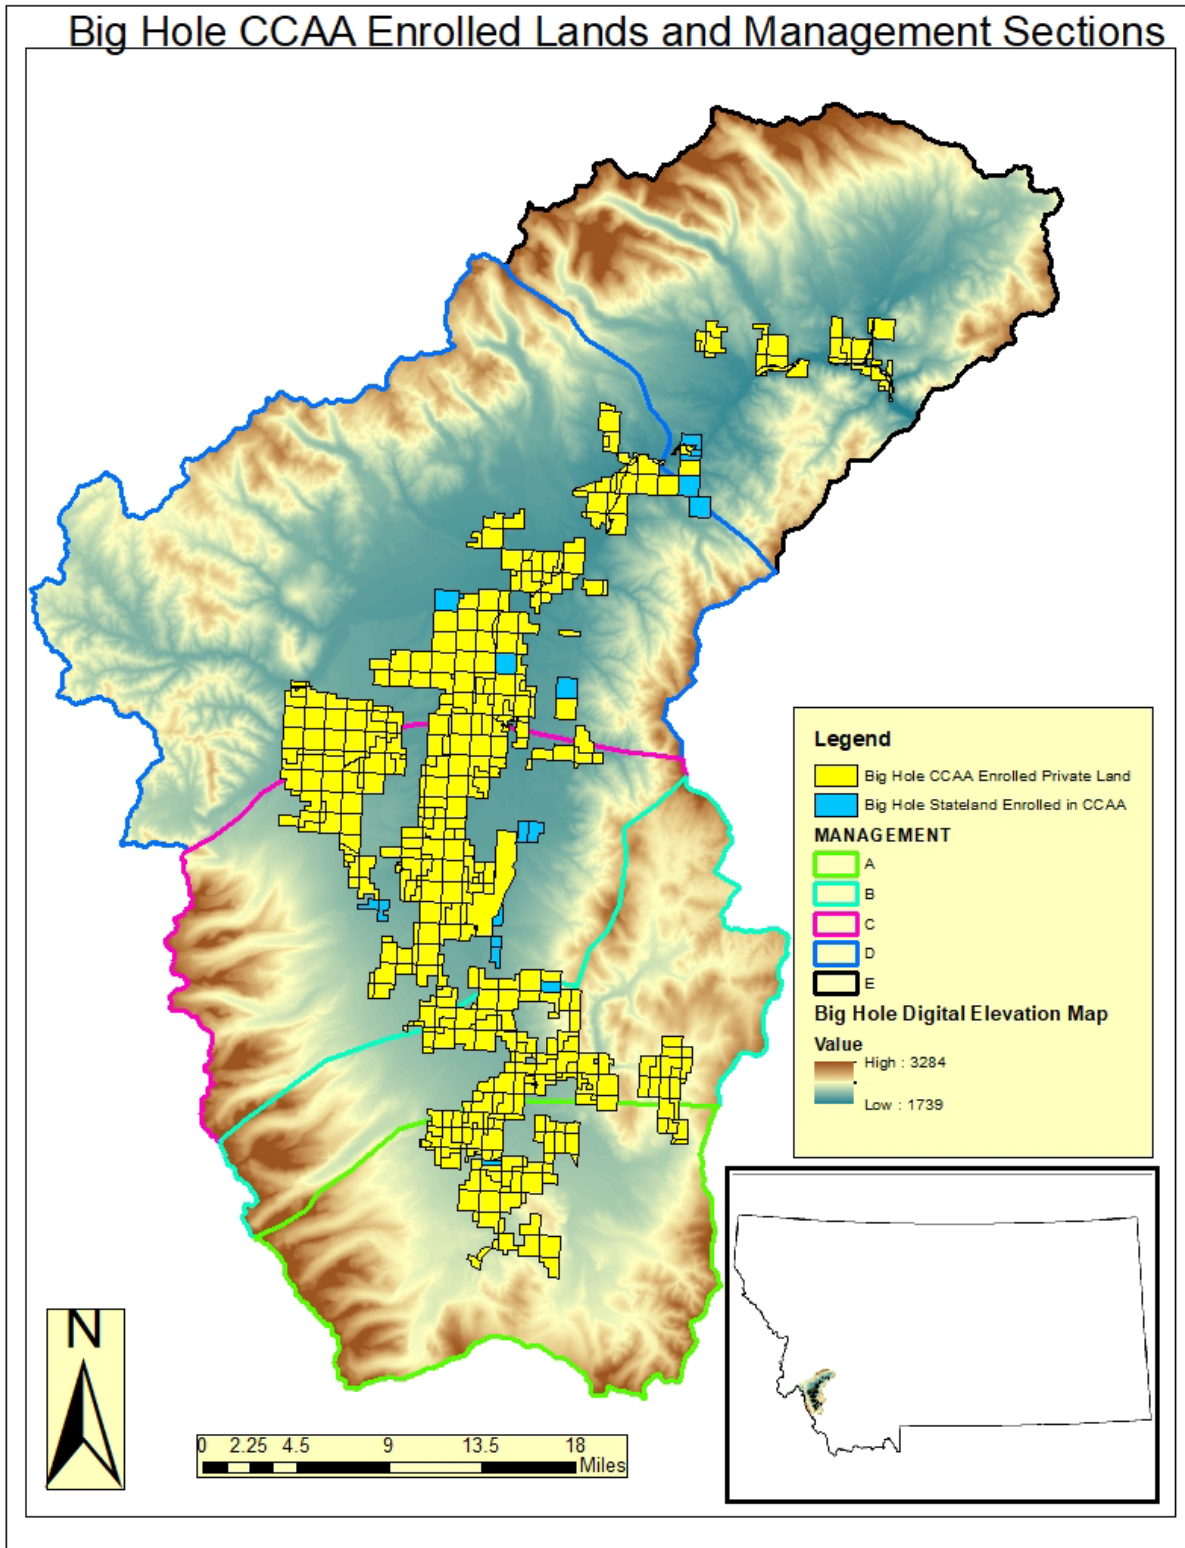 Big Hole CCAA Enrolled Lands and Management Sections
Legend
Big Hole CCAA Enrolled Private Land
Big Hole Stateland Enrolled in CCAA
MANAGEMENT
A
B
C
D
E
Big Hole Digital Elevation Map
Value
High : 3284
Low : 1739
N
0 2.25 4.5 9 13.5 18
Miles